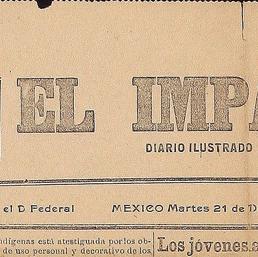 EL IMPA
DIARIO ILUSTRADO
el D Federal MEXICO Martes 21 de D
ndígenas está atestiguada por los ob-
de uso personal y decorativo de los
Los jóvenes a